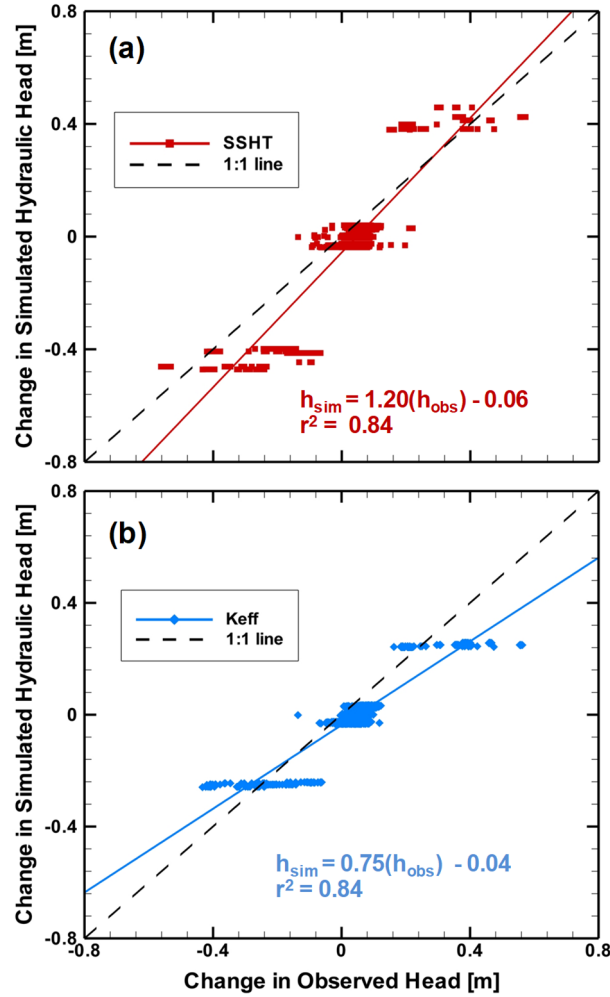 (a)
Change in Simulated Hydraulic Head [m]
0.8
0.4
0
-0.4
-0.8
SSHT
1:1 line
h_sim = 1.20(h_obs) - 0.06
r² = 0.84
(b)
Change in Simulated Hydraulic Head [m]
0.8
0.4
0
-0.4
-0.8
Keff
1:1 line
h_sim = 0.75(h_obs) - 0.04
r² = 0.84
-0.8 -0.4 0 0.4 0.8
Change in Observed Head [m]